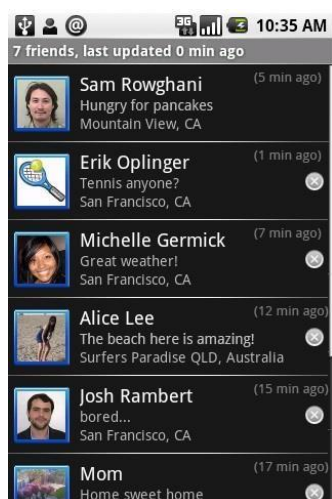 @ 3G 10:35 AM
7 friends, last updated 0 min ago
Sam Rowghani (5 min ago)
Hungry for pancakes
Mountain View, CA
Erik Oplinger (1 min ago)
Tennis anyone?
San Francisco, CA
Michelle Germick (7 min ago)
Great weather!
San Francisco, CA
Alice Lee (12 min ago)
The beach here is amazing!
Surfers Paradise QLD, Australia
Josh Rambert (15 min ago)
bored...
San Francisco, CA
Mom (17 min ago)
Home sweet home